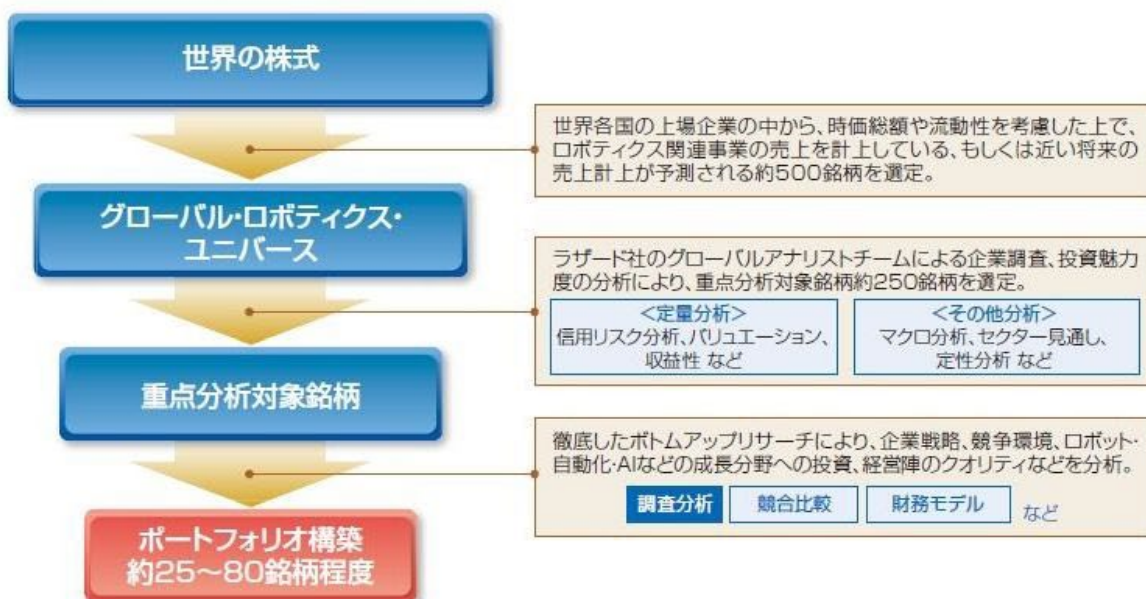 世界の株式
世界各国の上場企業の中から、時価総額や流動性を考慮した上で、
ロボティクス関連事業の売上を計上している、もしくは近い将来の
売上計上が予測される約500銘柄を選定。
グローバル・ロボティクス・
ユニバース
ラザード社のグローバルアナリストチームによる企業調査、投資魅力
度の分析により、重点分析対象銘柄約250銘柄を選定。
<定量分析>
信用リスク分析、バリュエーション、
収益性 など
<その他分析>
マクロ分析、セクター見通し、
定性分析 など
重点分析対象銘柄
徹底したボトムアップリサーチにより、企業戦略、競争環境、ロボット・
自動化・AIなどの成長分野への投資、経営陣のクオリティなどを分析。
調査分析
競合比較
財務モデル
など
ポートフォリオ構築
約25～80銘柄程度